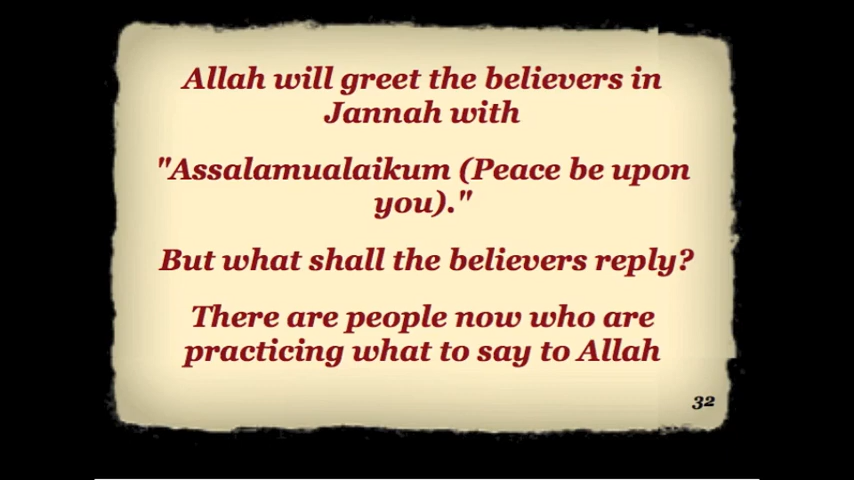 Allah will greet the believers in
Jannah with
"Assalamualaikum (Peace be upon
you)."
But what shall the believers reply?
There are people now who are
practicing what to say to Allah
32